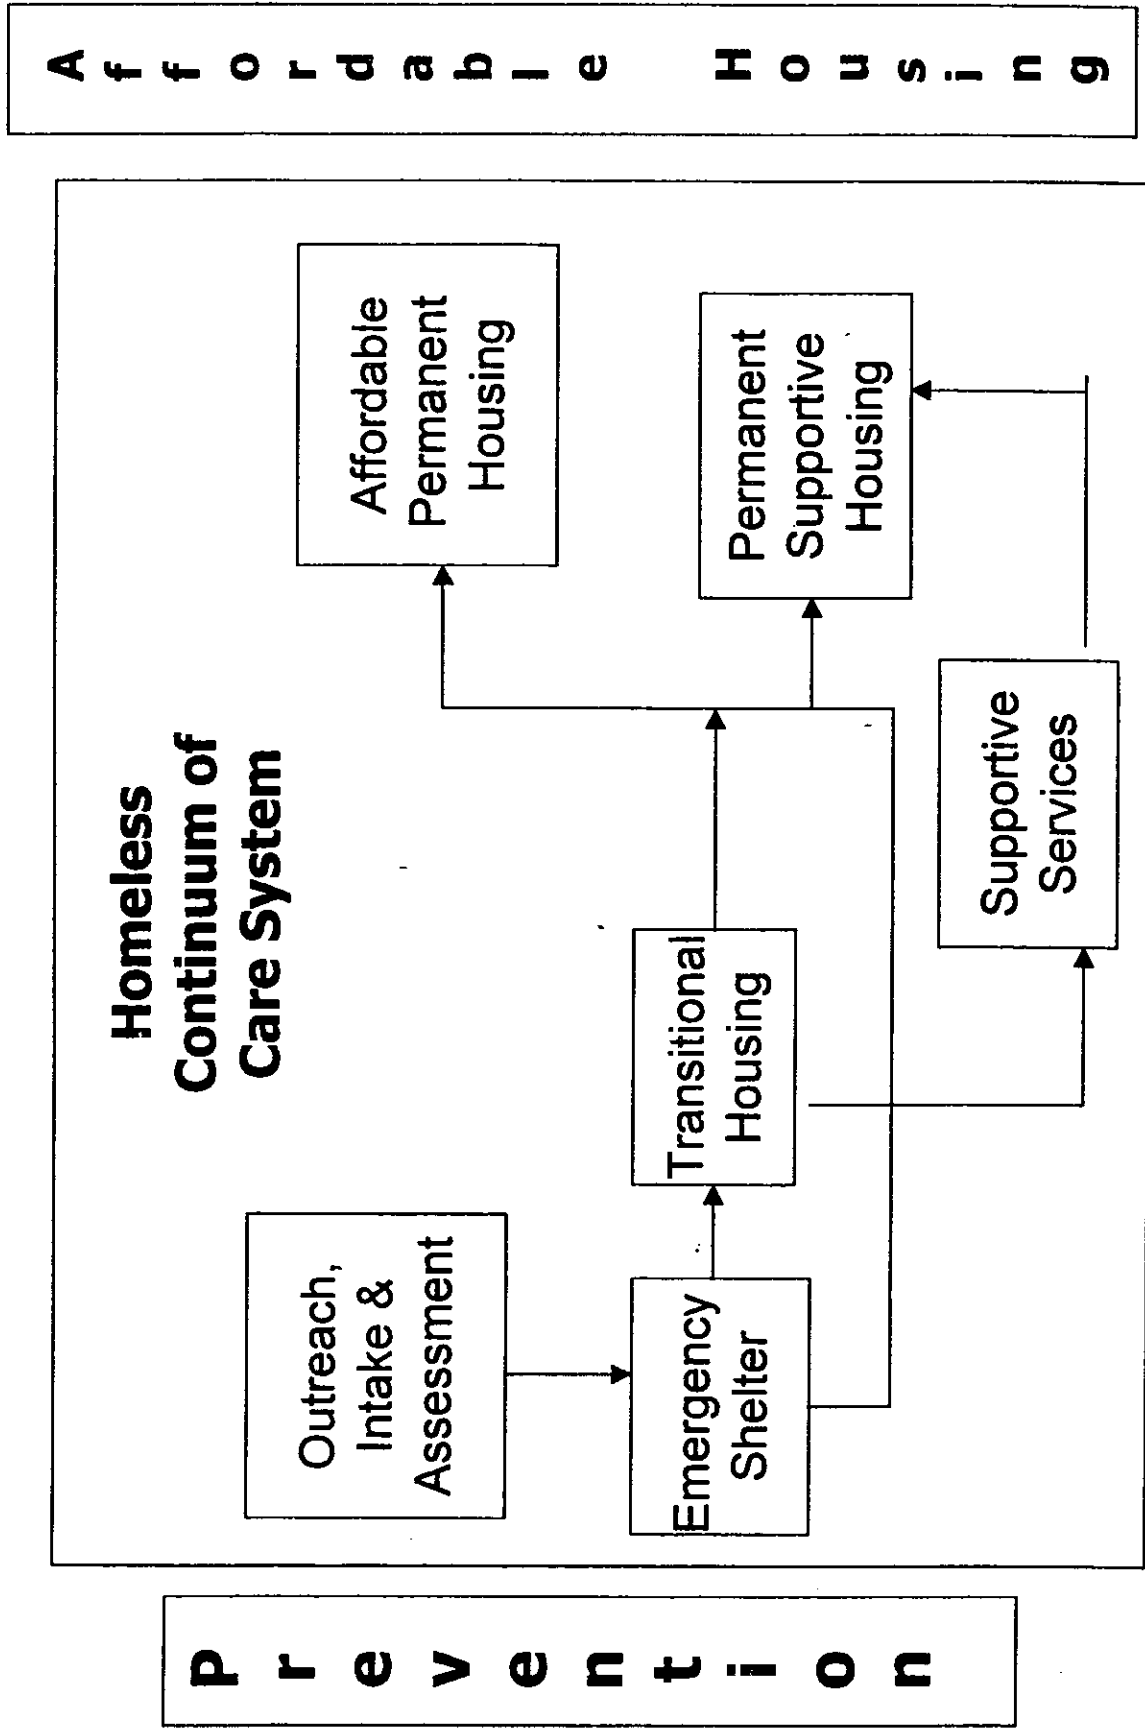 Prevention
Homeless
Continuum of
Care System
Outreach,
Intake &
Assessment
Emergency
Shelter
Transitional
Housing
Supportive
Services
Affordable
Permanent
Housing
Permanent
Supportive
Housing
Affordable Housing